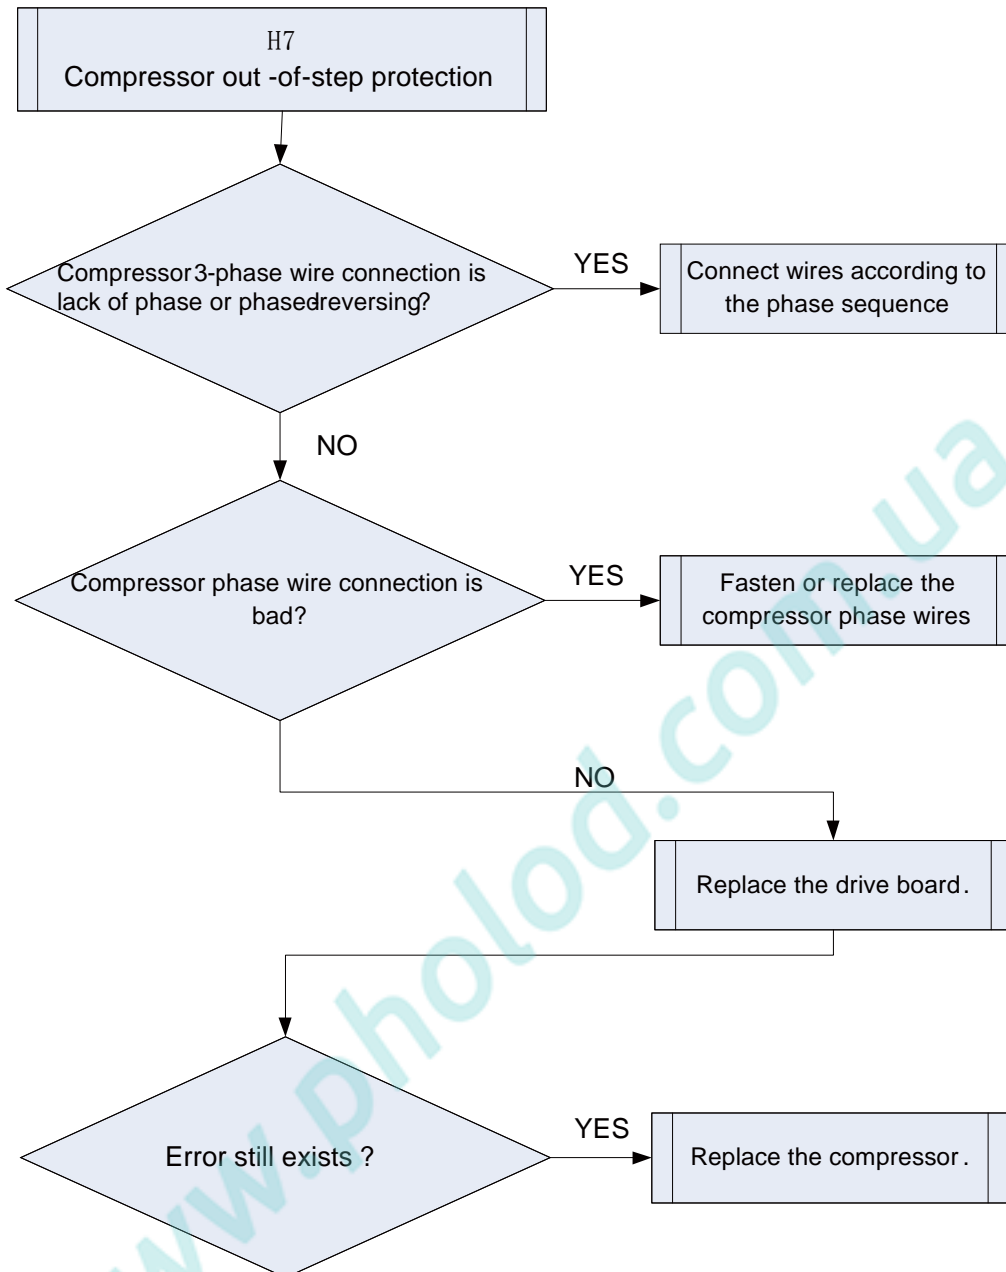 H7
Compressor out -of-step protection
Compressor 3-phase wire connection is
lack of phase or phasedreversing?
YES
Connect wires according to
the phase sequence
NO
Compressor phase wire connection is
bad?
YES
Fasten or replace the
compressor phase wires
NO
Replace the drive board.
Error still exists ?
YES
Replace the compressor.
www.pholod.com.ua